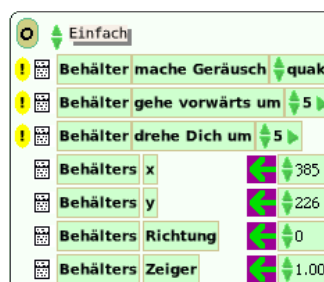 Einfach
! Behälter mache Geräusch quak
! Behälter gehe vorwärts um 5
! Behälter drehe Dich um 5
Behälters x 385
Behälters y 226
Behälters Richtung 0
Behälters Zeiger 1.00